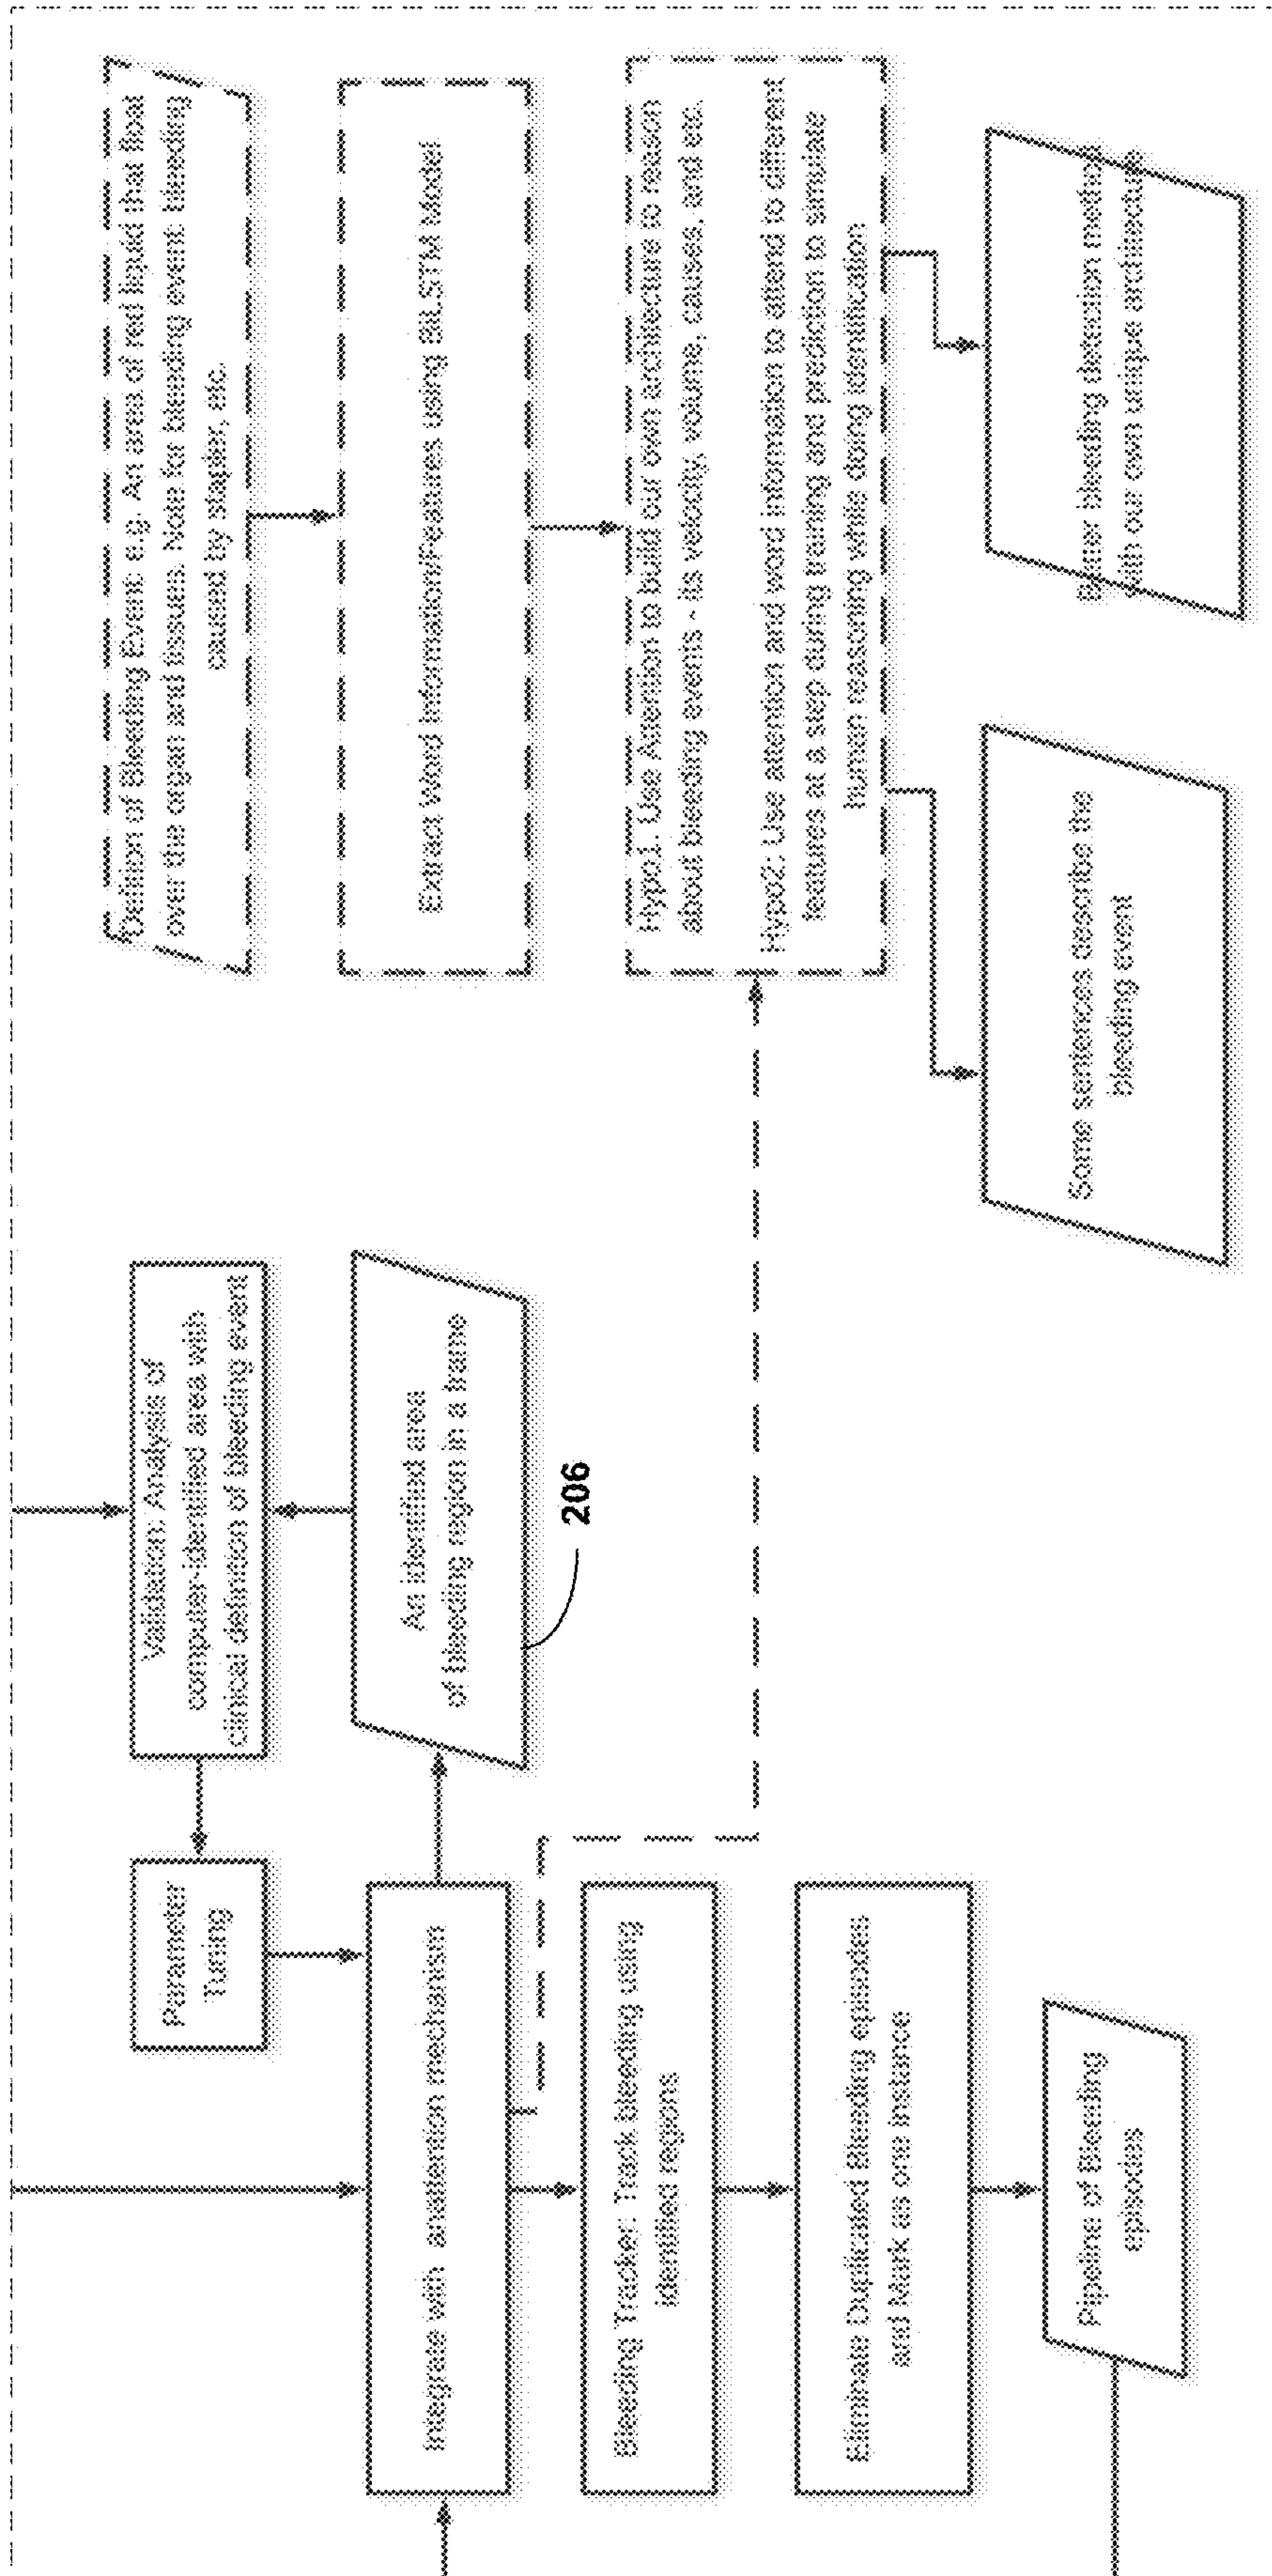 Parameter
Tuning
Validation: Analysis of
computer-identified area with
clinical definition of bleeding event
Integrate with attention mechanism
An identified area
of bleeding region in a frame
206
Bleeding Tracker: Track bleeding using
identified regions
Eliminate Duplicated Bleeding episodes
and Mark as one instance
Pipeline of Bleeding
episodes
of Bleeding Event: e.g. An area of red liquid that float
over the organ and tissues. Note for bleeding event: bleeding
caused by stapler, etc.
Extract Word Information/Features using BLSTM Model
Hypo1. Use Attention to build our own architecture to reason
about bleeding events - its velocity, volume, causes, and etc.
Hypo2: Use attention and word information to attend to different
features at a step during training and prediction to simulate
human reasoning while doing identification
Some sentences describe the
bleeding event
Better bleeding detection method
with our own unique architecture